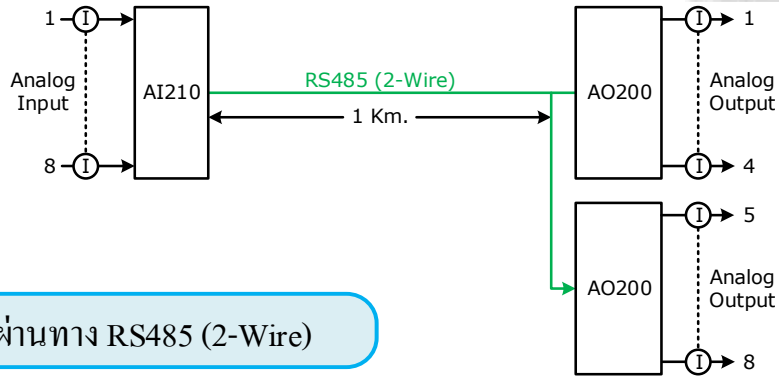 1
I
Analog
Input
8
I
AI210
RS485 (2-Wire)
1 Km.
AO200
I
1
Analog
Output
I
4
AO200
I
5
Analog
Output
I
8
ผ่านทาง RS485 (2-Wire)